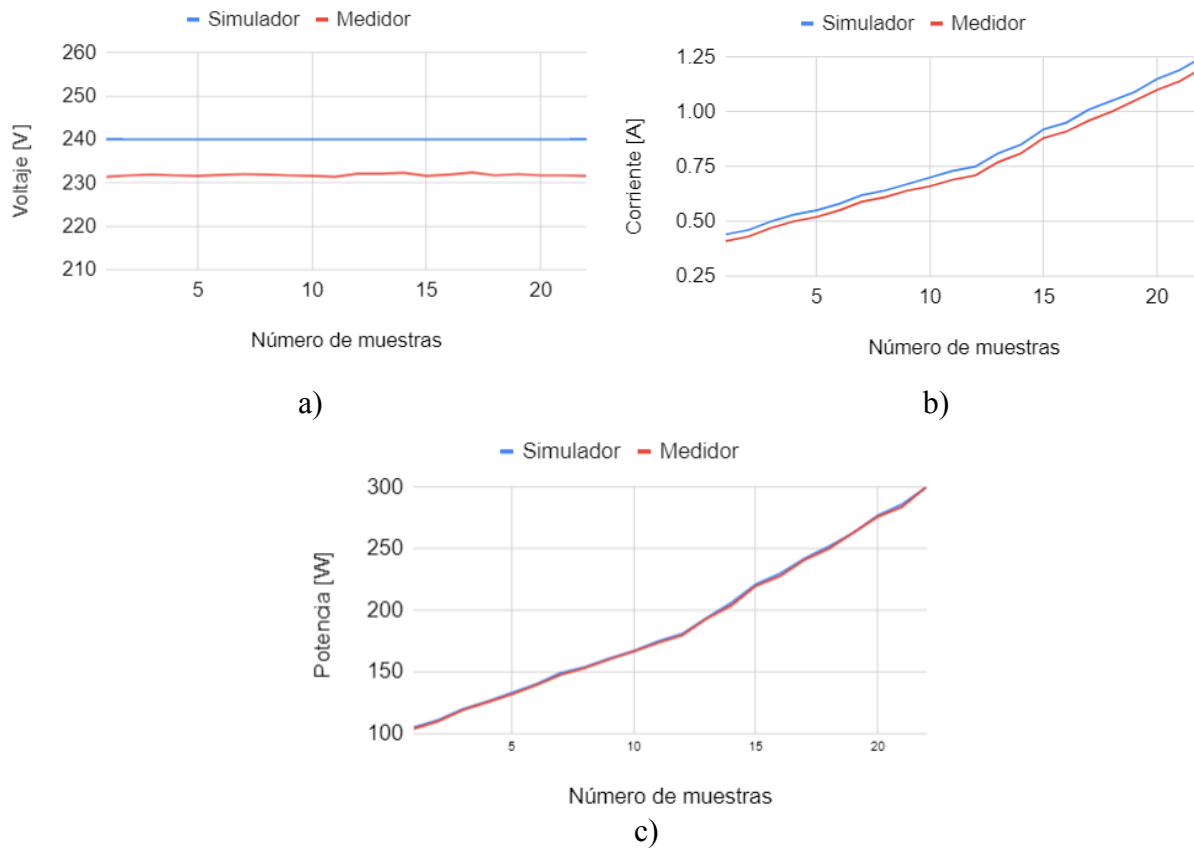 Simulador Medidor
Voltaje [V]
260
250
240
230
220
210
5 10 15 20
Número de muestras
a)
Simulador Medidor
Corriente [A]
1.25
1.00
0.75
0.50
0.25
5 10 15 20
Número de muestras
b)
Simulador Medidor
Potencia [W]
300
250
200
150
100
5 10 15 20
Número de muestras
c)